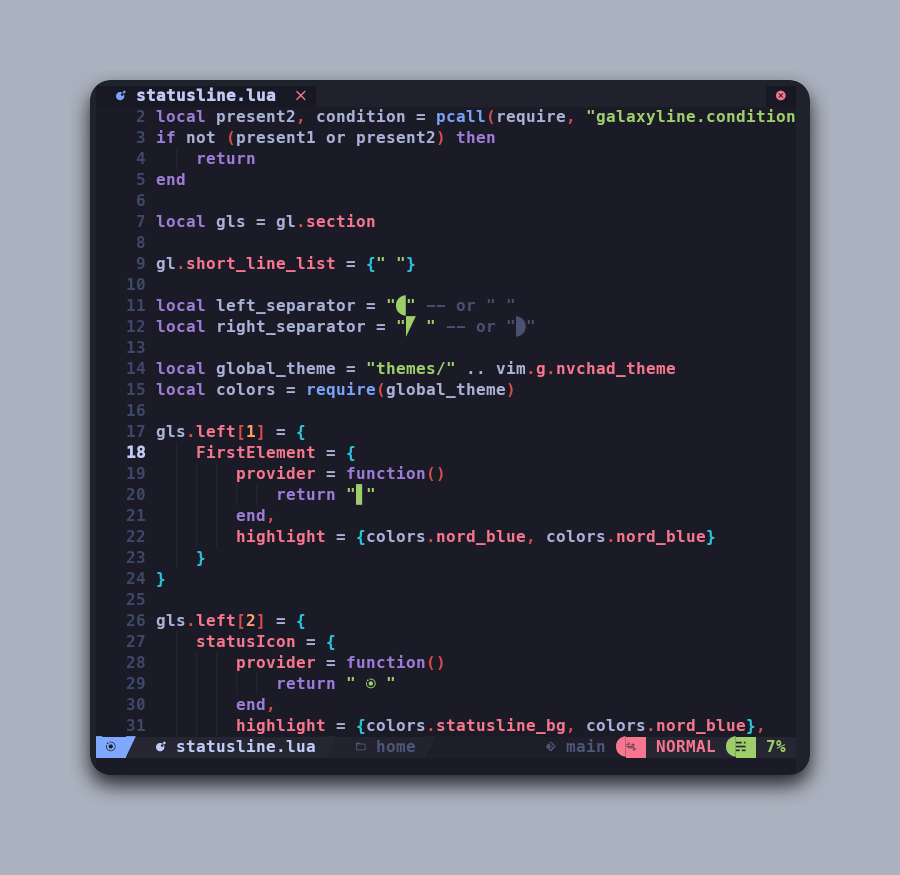 statusline.lua
2 local present2, condition = pcall(require, "galaxyline.condition
3 if not (present1 or present2) then
4     return
5 end
6
7 local gls = gl.section
8
9 gl.short_line_list = {" "}
10
11 local left_separator = "" -- or " "
12 local right_separator = " " -- or ""
13
14 local global_theme = "themes/" .. vim.g.nvchad_theme
15 local colors = require(global_theme)
16
17 gls.left[1] = {
18     FirstElement = {
19         provider = function()
20             return "▋"
21         end,
22         highlight = {colors.nord_blue, colors.nord_blue}
23     }
24 }
25
26 gls.left[2] = {
27     statusIcon = {
28         provider = function()
29             return "  "
30         end,
31         highlight = {colors.statusline_bg, colors.nord_blue},
statusline.lua home main NORMAL 7%